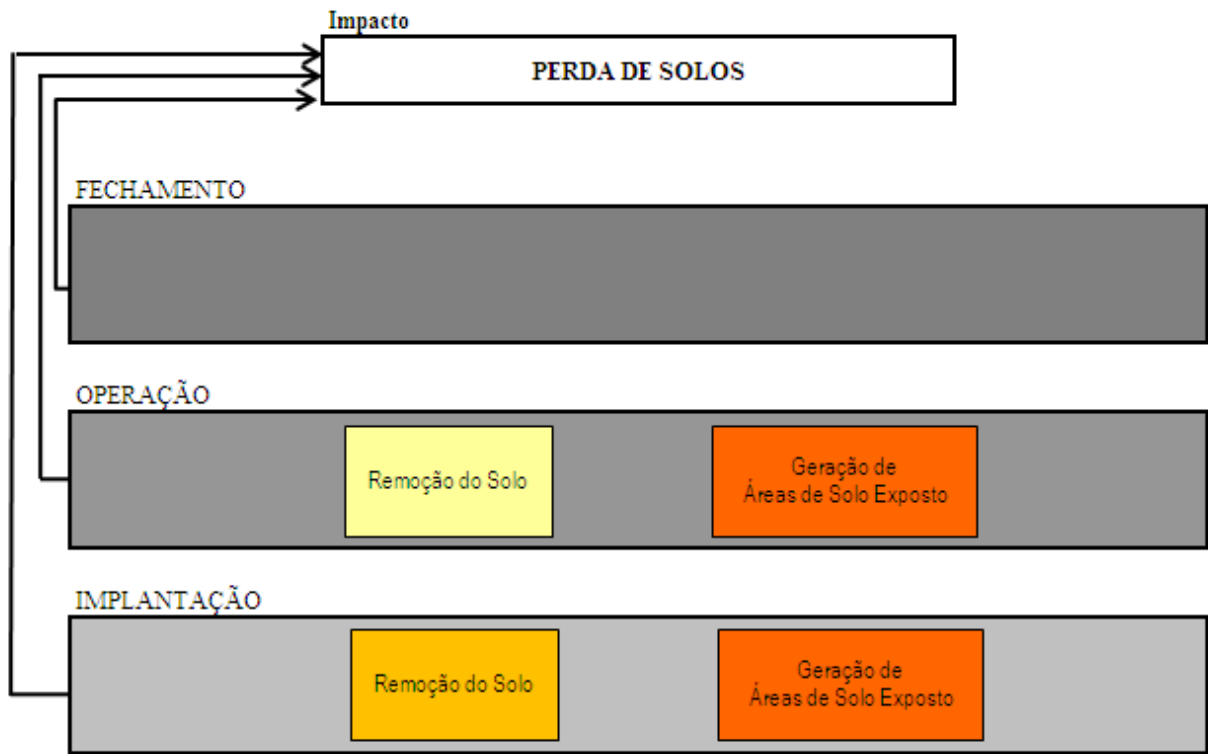 Impacto
PERDA DE SOLOS
FECHAMENTO
OPERAÇÃO
Remoção do Solo
Geração de
Áreas de Solo Exposto
IMPLANTAÇÃO
Remoção do Solo
Geração de
Áreas de Solo Exposto